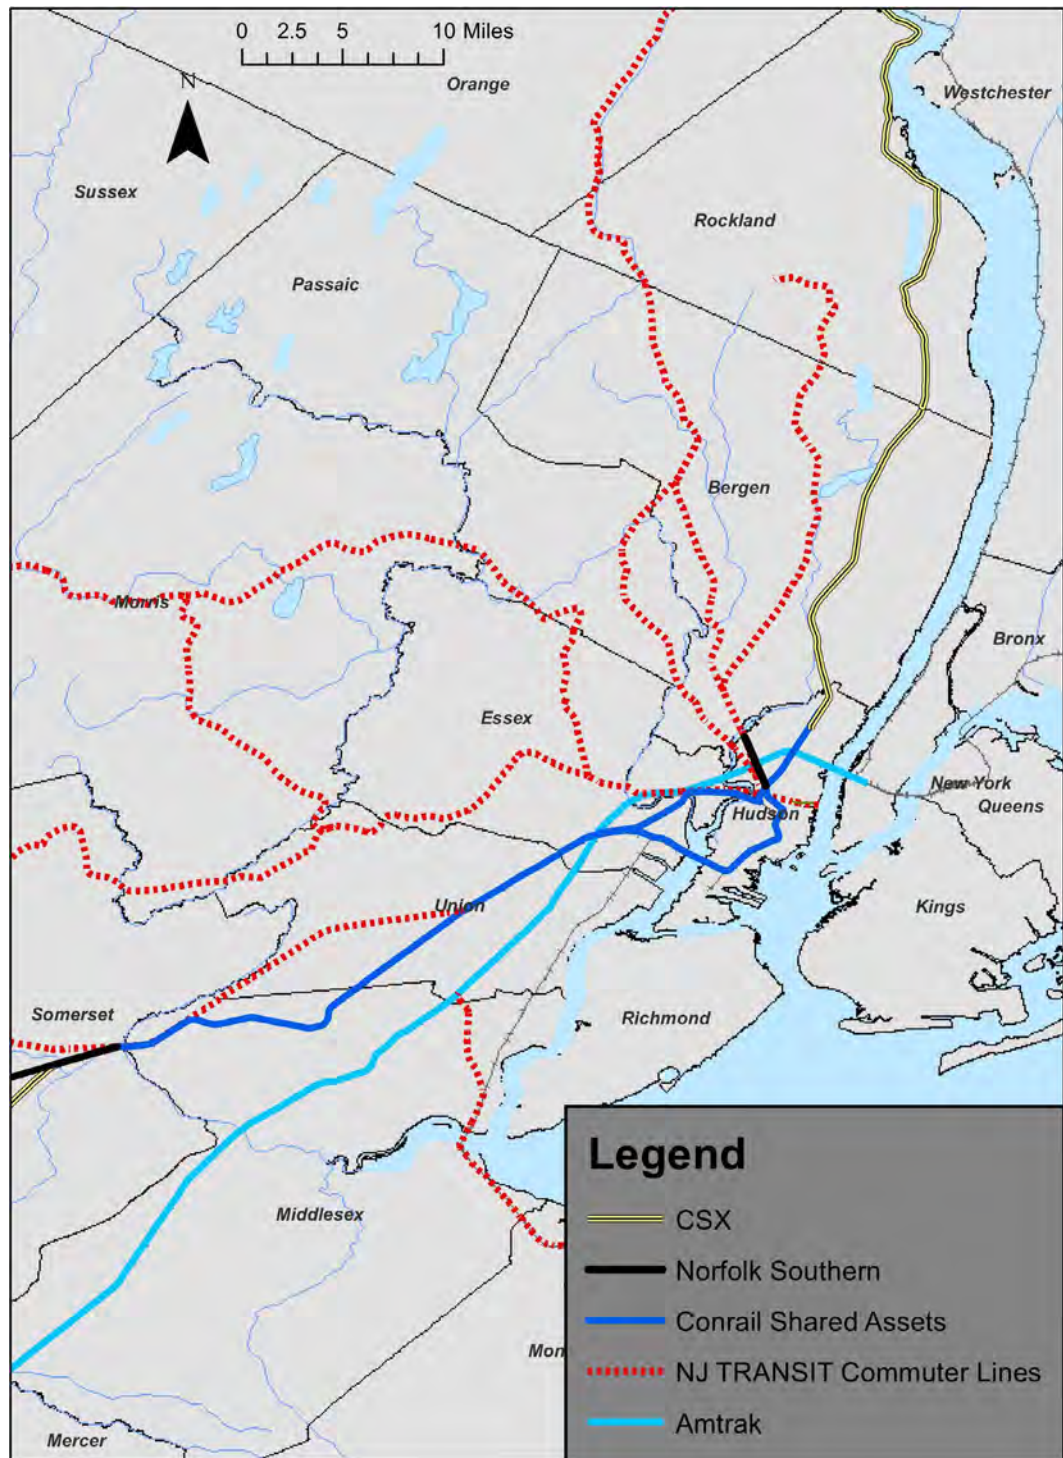 0 2.5 5 10 Miles
N
Orange
Westchester
Sussex
Rockland
Passaic
Bergen
Morris
Bronx
Essex
New York
Queens
Hudson
Union
Kings
Somerset
Richmond
Middlesex
Mon
Mercer
Legend
CSX
Norfolk Southern
Conrail Shared Assets
NJ TRANSIT Commuter Lines
Amtrak